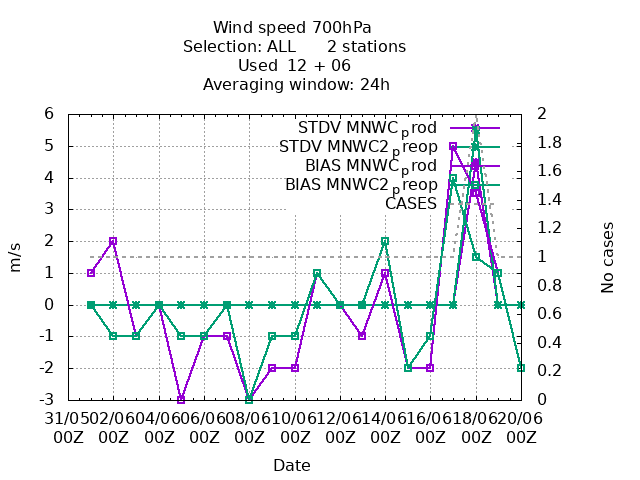 Wind speed 700hPa
Selection: ALL 2 stations
Used 12 + 06
Averaging window: 24h
STDV MNWCprod
STDV MNWC2preop
BIAS MNWCprod
BIAS MNWC2preop
CASES
m/s
6
5
4
3
2
1
0
-1
-2
-3
No cases
2
1.8
1.6
1.4
1.2
1
0.8
0.6
0.4
0.2
0
31/05 02/06 04/06 06/06 08/06 10/06 12/06 14/06 16/06 18/06 20/06
00Z 00Z 00Z 00Z 00Z 00Z 00Z 00Z 00Z 00Z 00Z
Date